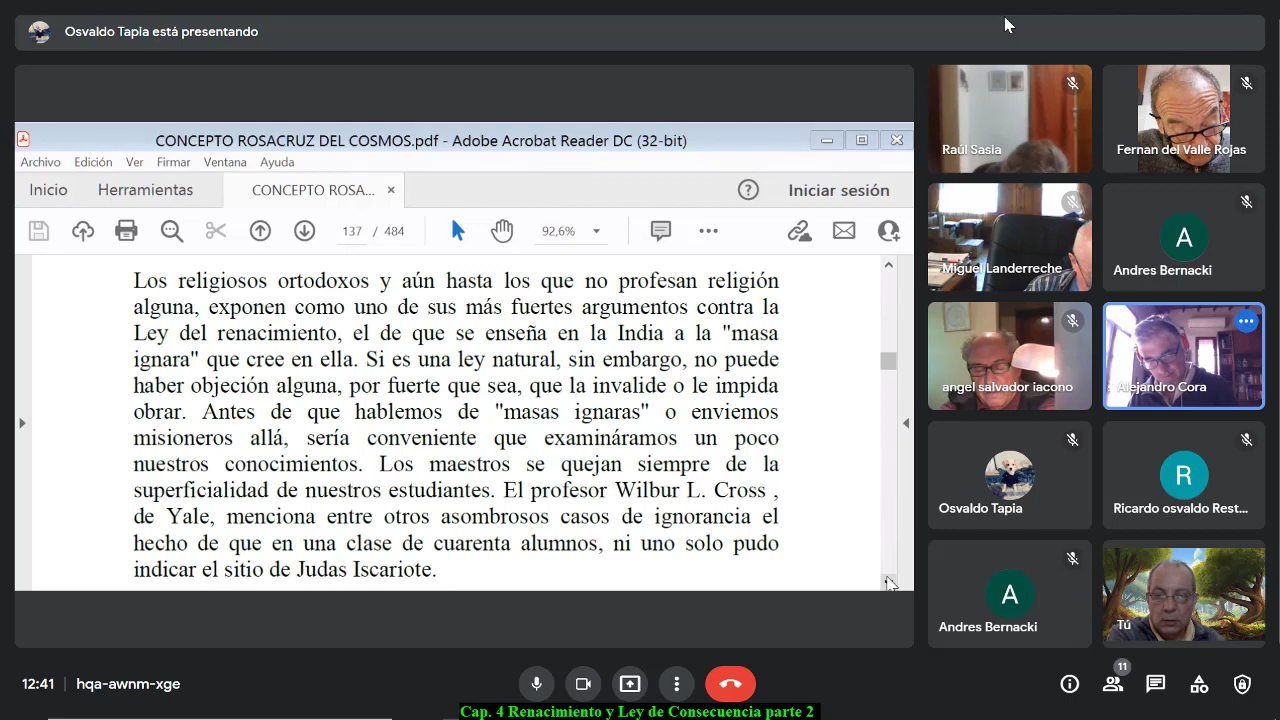 Osvaldo Tapia está presentando
CONCEPTO ROSACRUZ DEL COSMOS.pdf - Adobe Acrobat Reader DC (32-bit)
Archivo Edición Ver Firmar Ventana Ayuda
Inicio Herramientas CONCEPTO ROSA... × Iniciar sesión
137 / 484 92,6%
Los religiosos ortodoxos y aún hasta los que no profesan religión
alguna, exponen como uno de sus más fuertes argumentos contra la
Ley del renacimiento, el de que se enseña en la India a la "masa
ignara" que cree en ella. Si es una ley natural, sin embargo, no puede
haber objeción alguna, por fuerte que sea, que la invalide o le impida
obrar. Antes de que hablemos de "masas ignaras" o enviemos
misioneros allá, sería conveniente que examináramos un poco
nuestros conocimientos. Los maestros se quejan siempre de la
superficialidad de nuestros estudiantes. El profesor Wilbur L. Cross ,
de Yale, menciona entre otros asombrosos casos de ignorancia el
hecho de que en una clase de cuarenta alumnos, ni uno solo pudo
indicar el sitio de Judas Iscariote.
Raúl Sasia
Fernan del Valle Rojas
Miguel Landerreche
A
Andres Bernacki
angel salvador iacono
Alejandro Cora
Osvaldo Tapia
R
Ricardo osvaldo Rest...
A
Andres Bernacki
Tú
12:41 hqa-awnm-xge
11
Cap. 4 Renacimiento y Ley de Consecuencia parte 2